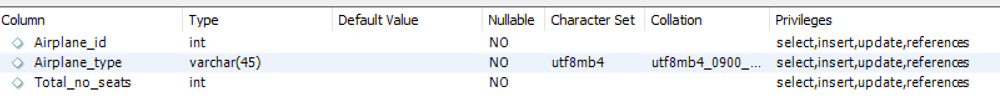 Column Type Default Value Nullable Character Set Collation Privileges
Airplane_id int NO select,insert,update,references
Airplane_type varchar(45) NO utf8mb4 utf8mb4_0900_... select,insert,update,references
Total_no_seats int NO select,insert,update,references